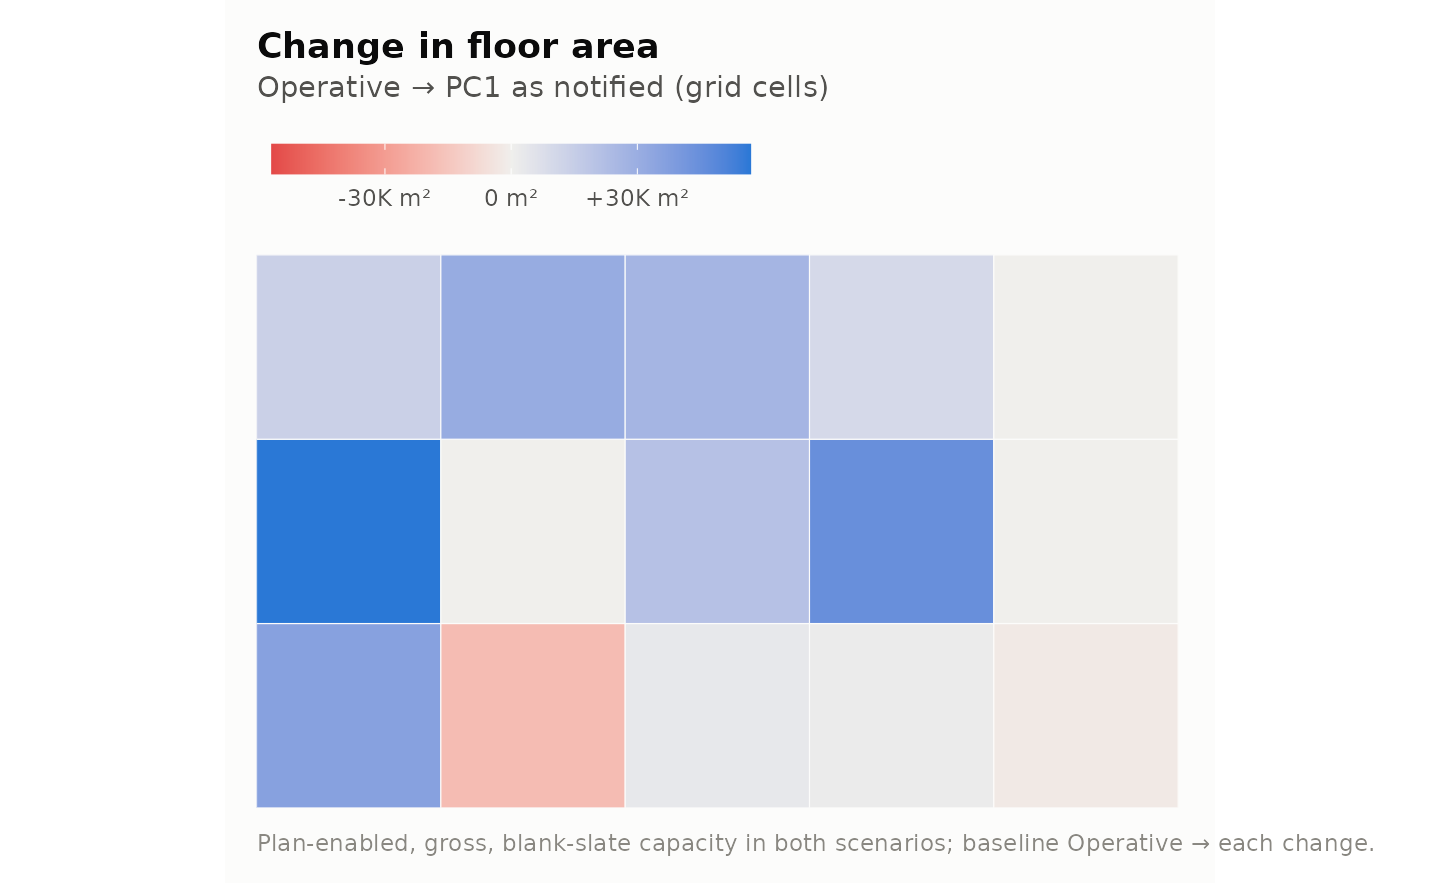 Change in floor area
Operative → PC1 as notified (grid cells)
-30K m² 0 m² +30K m²
Plan-enabled, gross, blank-slate capacity in both scenarios; baseline Operative → each change.